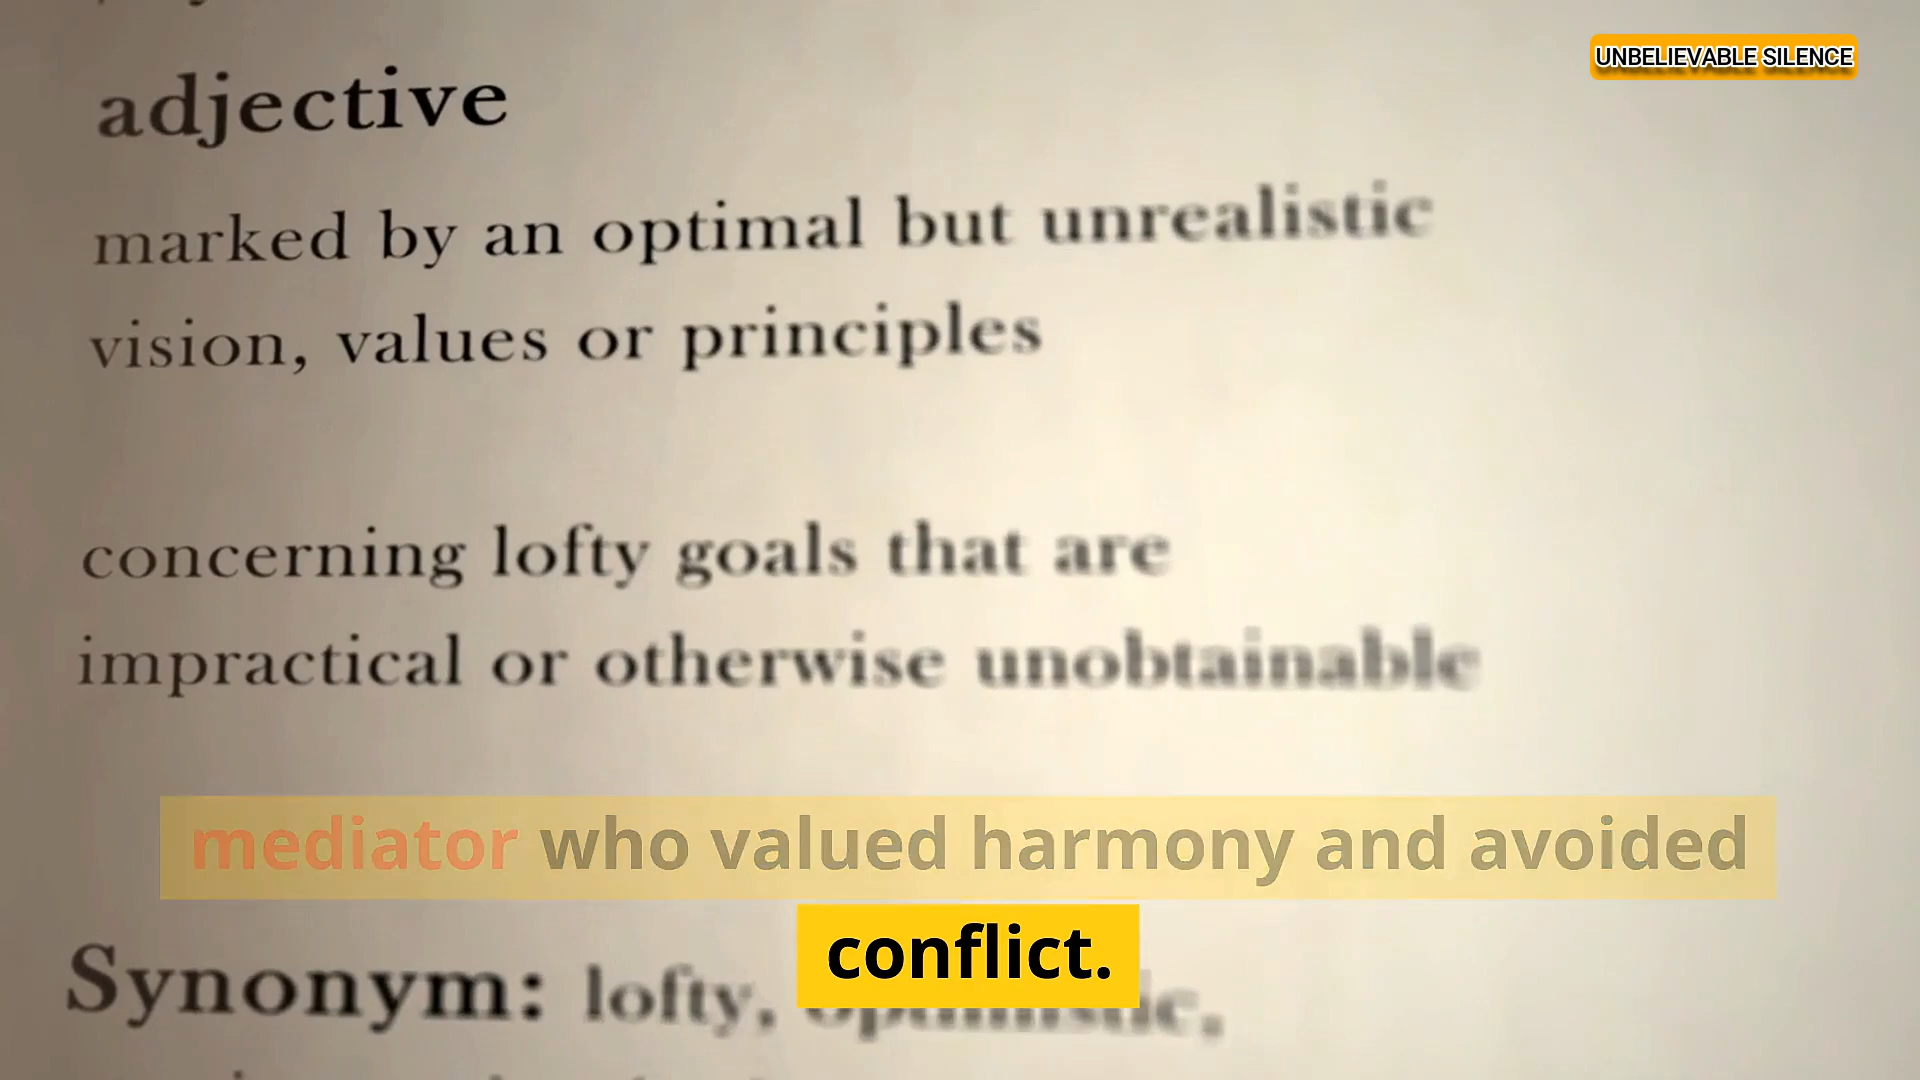 UNBELIEVABLE SILENCE
adjective
marked by an optimal but unrealistic
vision, values or principles
concerning lofty goals that are
impractical or otherwise unobtainable
mediator who valued harmony and avoided
conflict.
Synonym: lofty,